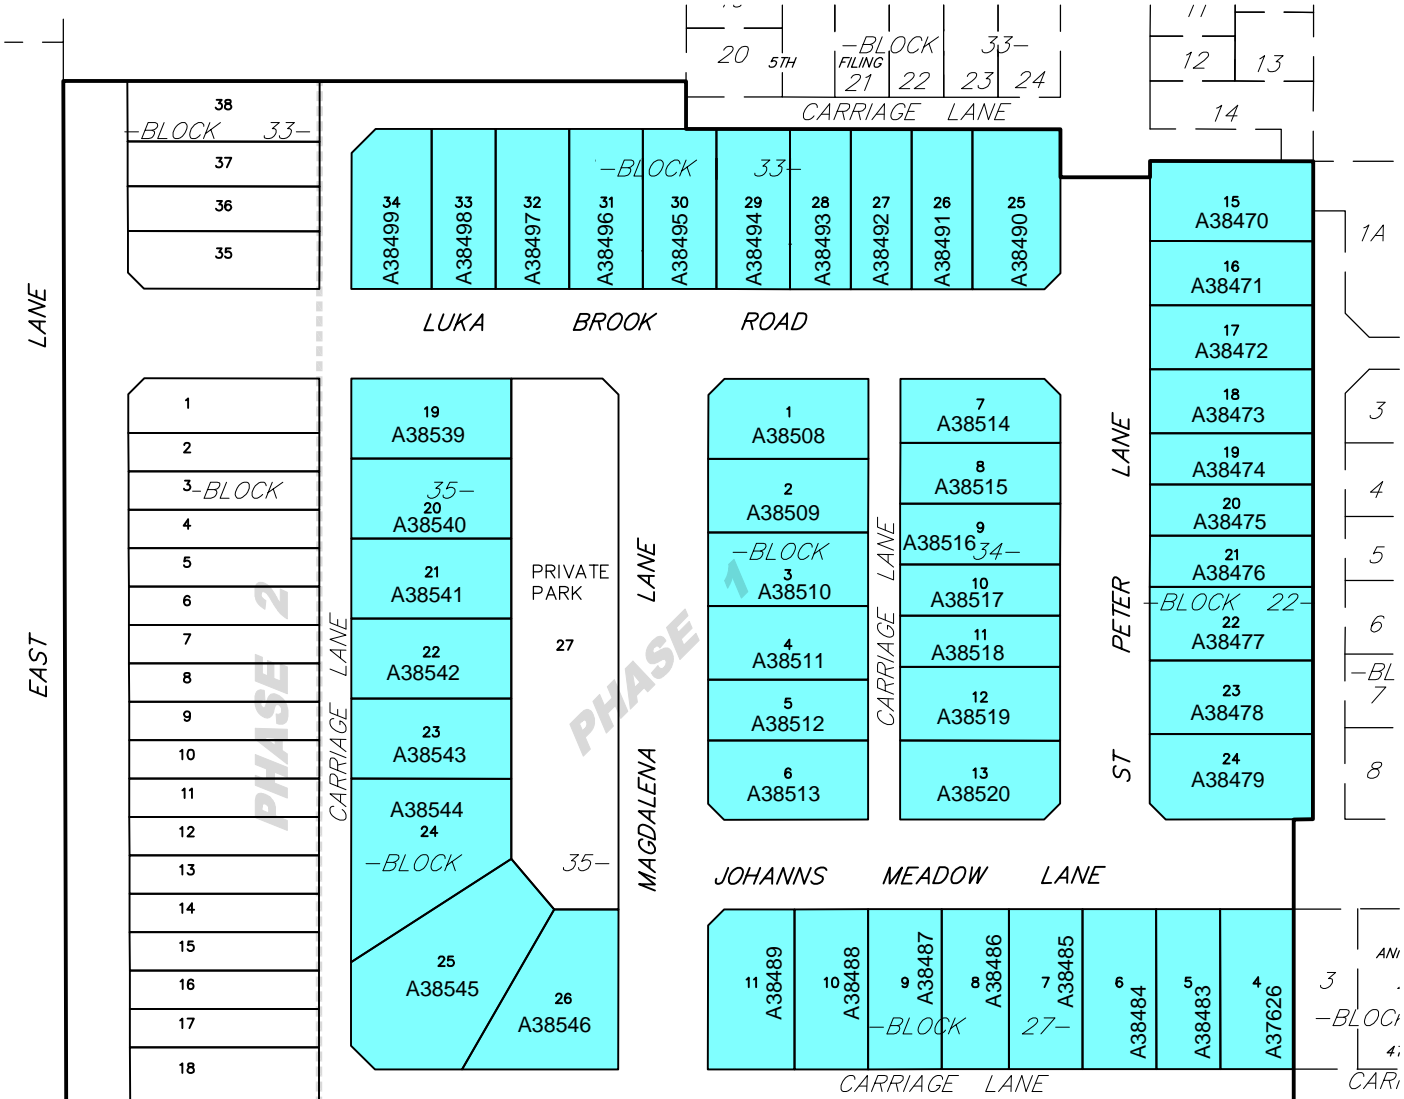 11
20
5TH
-BLOCK 33-
FILING
21
22
23
24
12
13
CARRIAGE LANE
14
38
-BLOCK 33-
37
36
35
-BLOCK 33-
34
A38499
33
A38498
32
A38497
31
A38496
30
A38495
29
A38494
28
A38493
27
A38492
26
A38491
25
A38490
15
A38470
16
A38471
17
A38472
18
A38473
19
A38474
20
A38475
21
A38476
-BLOCK 22-
22
A38477
23
A38478
24
A38479
1A
3
4
5
6
-BL
7
8
EAST LANE
LUKA BROOK ROAD
1
2
3
-BLOCK 35-
4
5
6
7
8
9
10
11
12
13
14
15
16
17
18
PHASE 2
CARRIAGE LANE
19
A38539
20
A38540
21
A38541
22
A38542
23
A38543
A38544
24
-BLOCK 35-
25
A38545
26
A38546
PRIVATE
PARK
27
PHASE 1
MAGDALENA LANE
1
A38508
2
A38509
-BLOCK 34-
3
A38510
4
A38511
5
A38512
6
A38513
CARRIAGE LANE
7
A38514
8
A38515
9
A38516
10
A38517
11
A38518
12
A38519
13
A38520
ST PETER LANE
JOHANNS MEADOW LANE
11
A38489
10
A38488
9
A38487
8
A38486
7
A38485
6
A38484
5
A38483
4
A37626
-BLOCK 27-
3
-BLOCK
CARRIAGE LANE